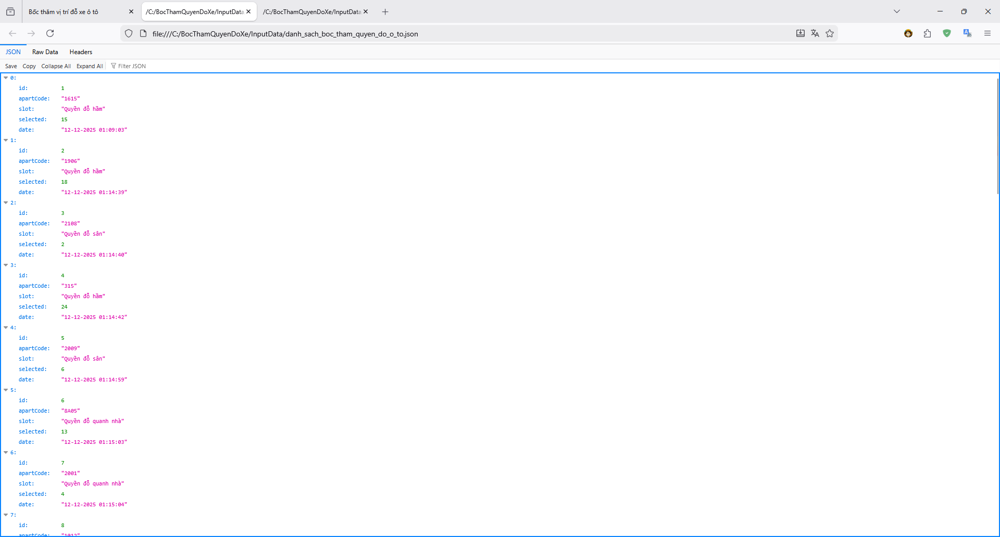 Bốc thăm vị trí đỗ xe ô tô
/C:/BocThamQuyenDoXe/InputData
/C:/BocThamQuyenDoXe/InputData
file:///C:/BocThamQuyenDoXe/InputData/danh_sach_boc_tham_quyen_do_o_to.json
JSON Raw Data Headers
Save Copy Collapse All Expand All Filter JSON
0:
id: 1
apartCode: "1615"
slot: "Quyền đỗ hầm"
selected: 15
date: "12-12-2025 01:09:03"
1:
id: 2
apartCode: "1906"
slot: "Quyền đỗ hầm"
selected: 18
date: "12-12-2025 01:14:39"
2:
id: 3
apartCode: "2108"
slot: "Quyền đỗ sân"
selected: 2
date: "12-12-2025 01:14:40"
3:
id: 4
apartCode: "315"
slot: "Quyền đỗ hầm"
selected: 24
date: "12-12-2025 01:14:42"
4:
id: 5
apartCode: "2009"
slot: "Quyền đỗ sân"
selected: 6
date: "12-12-2025 01:14:59"
5:
id: 6
apartCode: "8A05"
slot: "Quyền đỗ quanh nhà"
selected: 13
date: "12-12-2025 01:15:03"
6:
id: 7
apartCode: "2001"
slot: "Quyền đỗ quanh nhà"
selected: 4
date: "12-12-2025 01:15:04"
7:
id: 8
apartCode: "1012"